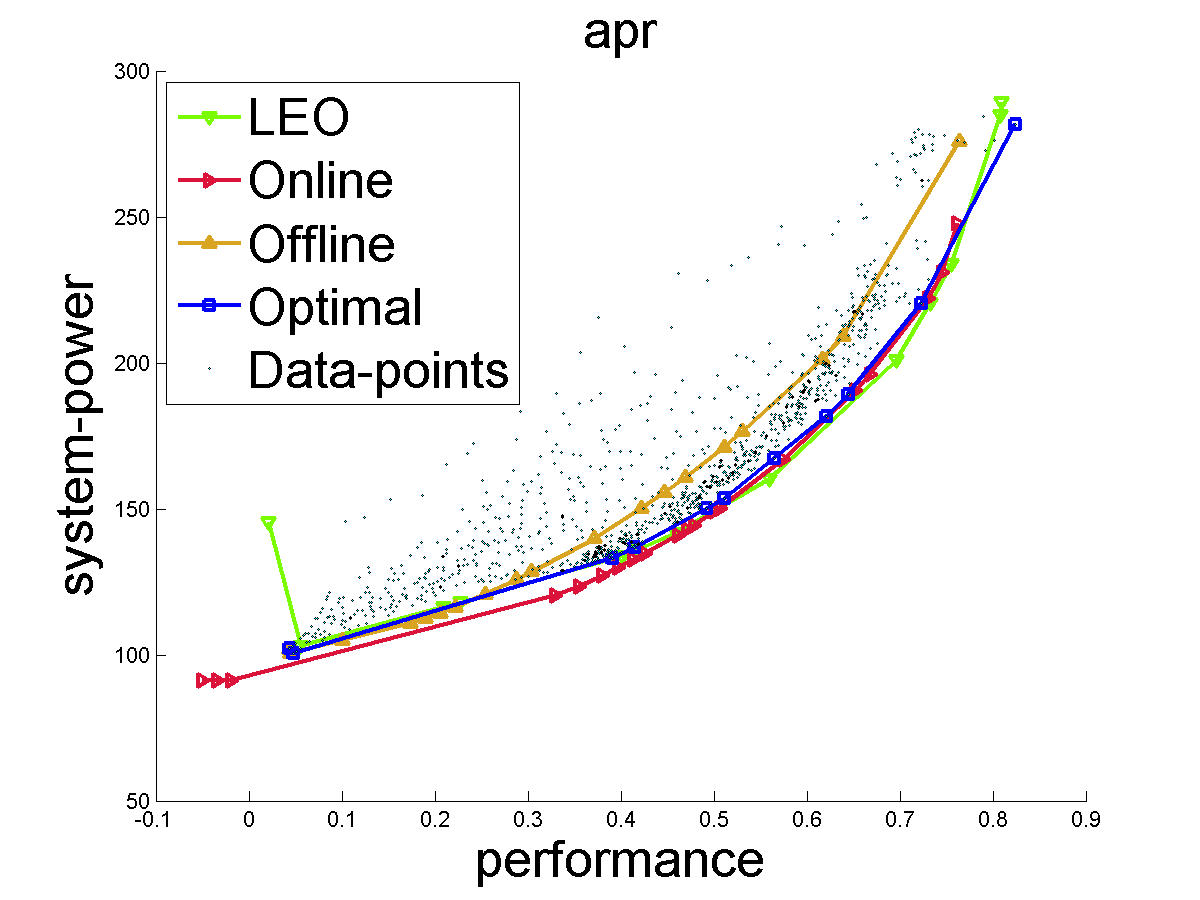 apr
300
250
200
150
100
50
LEO
Online
Offline
Optimal
Data-points
system-power
-0.1 0 0.1 0.2 0.3 0.4 0.5 0.6 0.7 0.8 0.9
performance